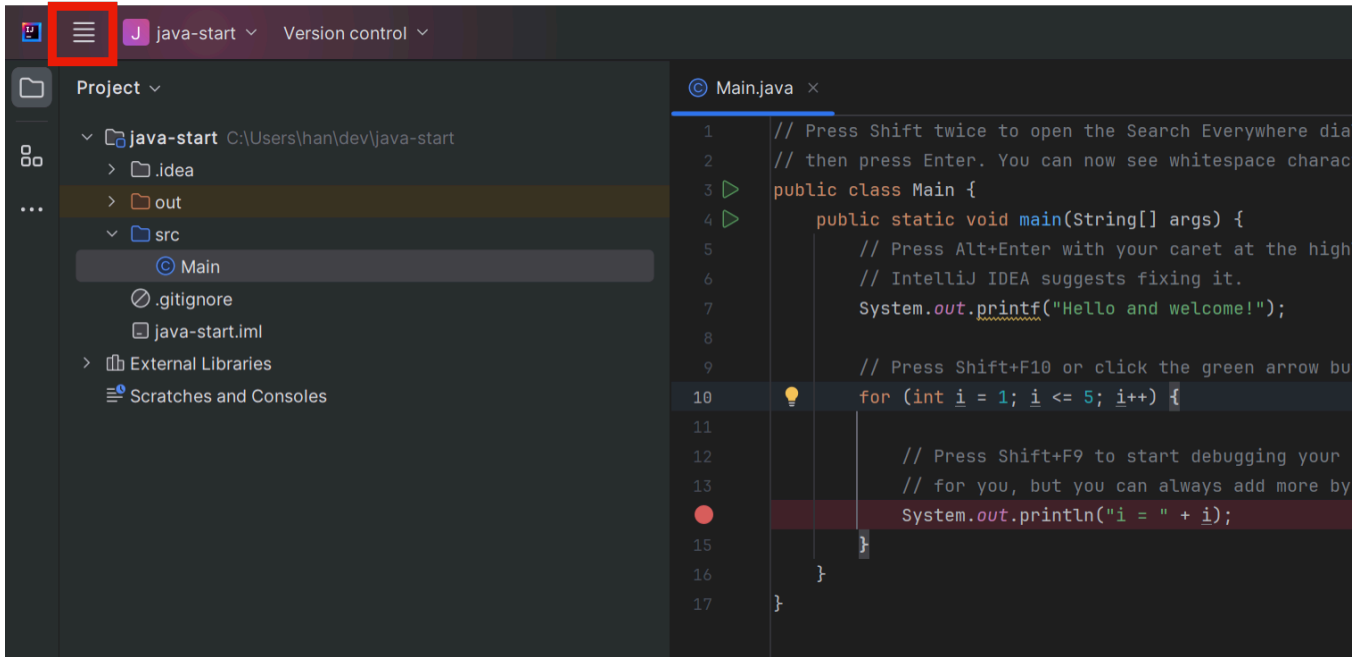 IJ
J java-start Version control
Project
java-start C:\Users\han\dev\java-start
.idea
out
src
Main
.gitignore
java-start.iml
External Libraries
Scratches and Consoles
Main.java
1 // Press Shift twice to open the Search Everywhere dia
2 // then press Enter. You can now see whitespace charac
3 public class Main {
4 public static void main(String[] args) {
5 // Press Alt+Enter with your caret at the high
6 // IntelliJ IDEA suggests fixing it.
7 System.out.printf("Hello and welcome!");
8
9 // Press Shift+F10 or click the green arrow bu
10 for (int i = 1; i <= 5; i++) {
11
12 // Press Shift+F9 to start debugging your
13 // for you, but you can always add more by
System.out.println("i = " + i);
15 }
16 }
17 }